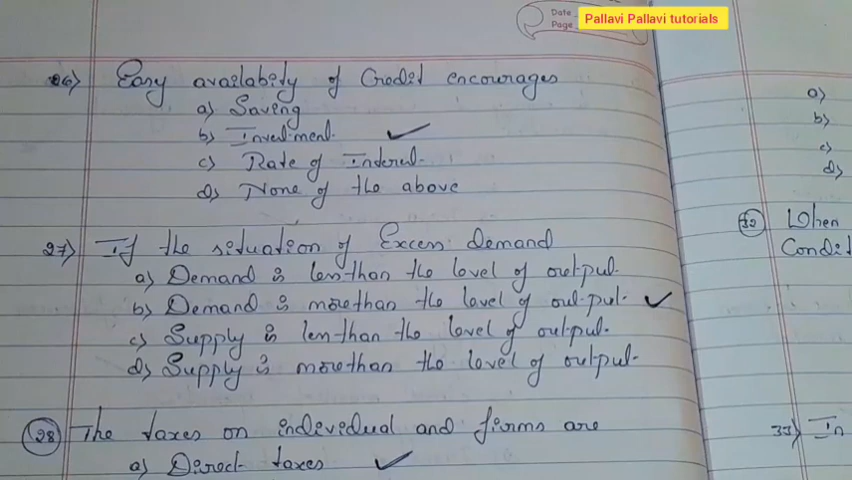 Date
Page
Pallavi Pallavi tutorials
26) Easy availabity of Credit encourages
a) Saving
b) Investment
c) Rate of Interest
d) None of the above
27) If the situation of Excess demand
a) Demand is less than the level of output
b) Demand is more than the level of output
c) Supply is less than the level of output
d) Supply is more than the level of output
28 The taxes on indevedual and firms are
a) Direct taxes
a)
b)
c)
d)
32 When
Condit
33) In